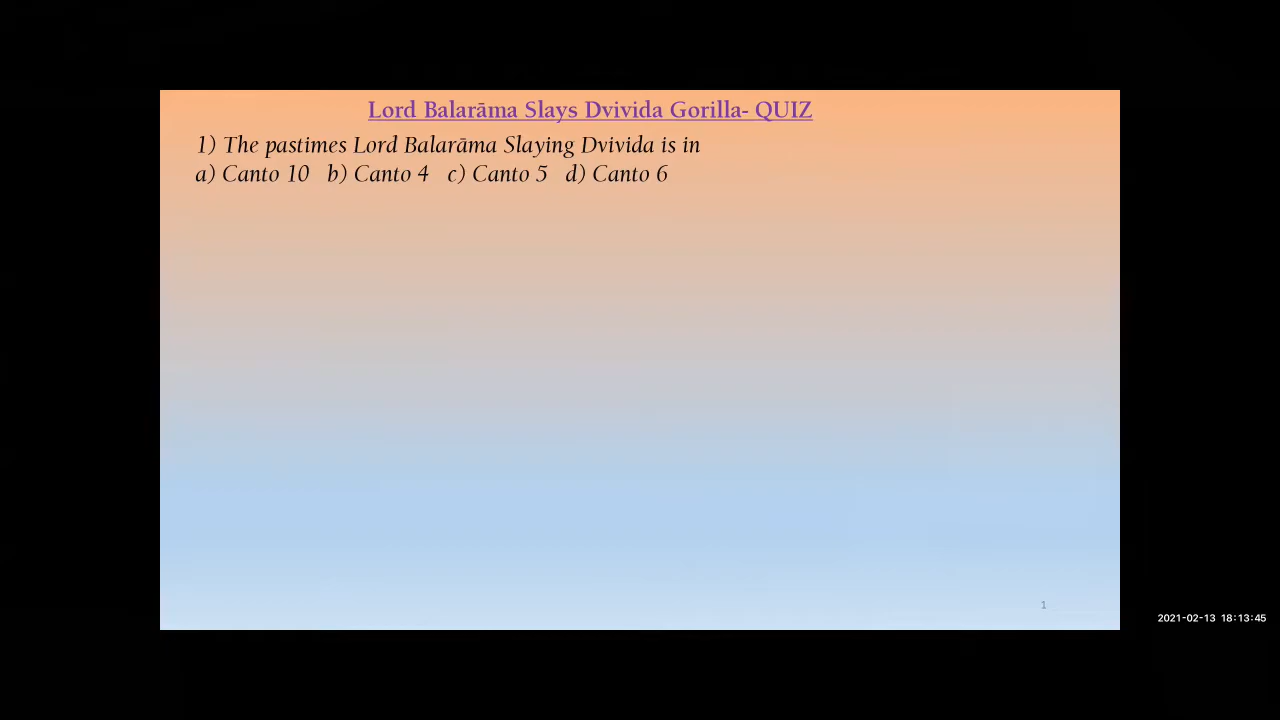 Lord Balarāma Slays Dvivida Gorilla- QUIZ
1) The pastimes Lord Balarāma Slaying Dvivida is in
a) Canto 10 b) Canto 4 c) Canto 5 d) Canto 6
1
2021-02-13 18:13:45